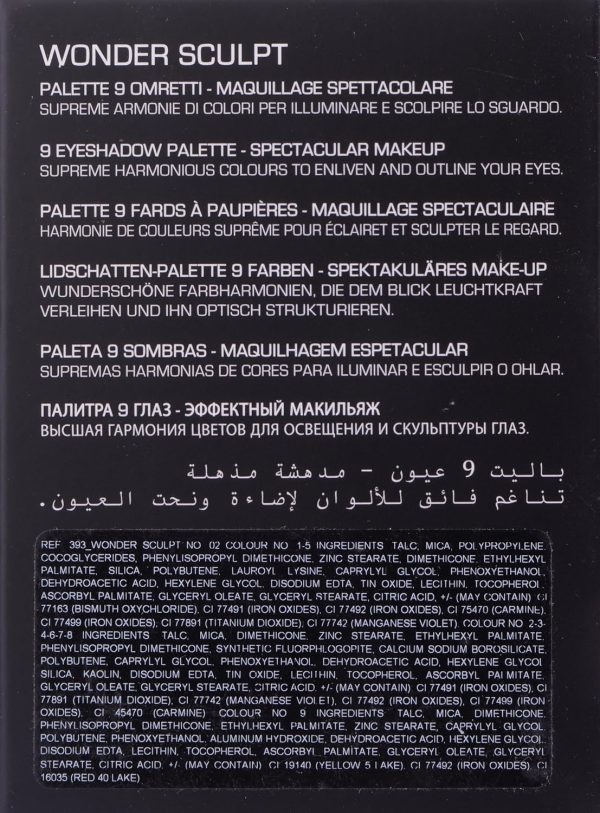 WONDER SCULPT
PALETTE 9 OMRETTI - MAQUILLAGE SPETTACOLARE
SUPREME ARMONIE DI COLORI PER ILLUMINARE E SCOLPIRE LO SGUARDO.
9 EYESHADOW PALETTE - SPECTACULAR MAKEUP
SUPREME HARMONIOUS COLOURS TO ENLIVEN AND OUTLINE YOUR EYES.
PALETTE 9 FARDS À PAUPIÈRES - MAQUILLAGE SPECTACULAIRE
HARMONIE DE COULEURS SUPRÊME POUR ÉCLAIRET ET SCULPTER LE REGARD.
LIDSCHATTEN-PALETTE 9 FARBEN - SPEKTAKULÄRES MAKE-UP
WUNDERSCHÖNE FARBHARMONIEN, DIE DEM BLICK LEUCHTKRAFT
VERLEIHEN UND IHN OPTISCH STRUKTURIEREN.
PALETA 9 SOMBRAS - MAQUILHAGEM ESPETACULAR
SUPREMAS HARMONIAS DE CORES PARA ILUMINAR E ESCULPIR O OHLAR.
ПАЛИТРА 9 ГЛАЗ - ЭФФЕКТНЫЙ МАКИЛЬЯЖ
ВЫСШАЯ ГАРМОНИЯ ЦВЕТОВ ДЛЯ ОСВЕЩЕНИЯ И СКУЛЬПТУРЫ ГЛАЗ.
باليت 9 عيون - مدهشة مذهلة
تناغم فائق للألوان لإضاءة ونحت العيون.
REF 393_WONDER SCULPT NO 02 COLOUR NO 1-5 INGREDIENTS TALC, MICA, POLYPROPYLENE,
COCOGLYCERIDES, PHENYLISOPROPYL DIMETHICONE, ZINC STEARATE, DIMETHICONE, ETHYLHEXYL
PALMITATE, SILICA, POLYBUTENE, LAUROYL LYSINE, CAPRYLYL GLYCOL, PHENOXYETHANOL,
DEHYDROACETIC ACID, HEXYLENE GLYCOL, DISODIUM EDTA, TIN OXIDE, LECITHIN, TOCOPHEROL,
ASCORBYL PALMITATE, GLYCERYL OLEATE, GLYCERYL STEARATE, CITRIC ACID, +/- (MAY CONTAIN) CI
77163 (BISMUTH OXYCHLORIDE), CI 77491 (IRON OXIDES), CI 77492 (IRON OXIDES), CI 75470 (CARMINE),
CI 77499 (IRON OXIDES), CI 77891 (TITANIUM DIOXIDE), CI 77742 (MANGANESE VIOLET). COLOUR NO 2-3-
4-6-7-8 INGREDIENTS TALC, MICA, DIMETHICONE, ZINC STEARATE, ETHYLHEXYL PALMITATE,
PHENYLISOPROPYL DIMETHICONE, SYNTHETIC FLUORPHLOGOPITE, CALCIUM SODIUM BOROSILICATE,
POLYBUTENE, CAPRYLYL GLYCOL, PHENOXYETHANOL, DEHYDROACETIC ACID, HEXYLENE GLYCOL
SILICA, KAOLIN, DISODIUM EDTA, TIN OXIDE, LECITHIN, TOCOPHEROL, ASCORBYL PALMITATE,
GLYCERYL OLEATE, GLYCERYL STEARATE, CITRIC ACID. +/- (MAY CONTAIN) CI 77491 (IRON OXIDES), CI
77891 (TITANIUM DIOXIDE), CI 77742 (MANGANESE VIOLET), CI 77492 (IRON OXIDES), CI 77499 (IRON
OXIDES), CI 45470 (CARMINE) COLOUR NO 9 INGREDIENTS TALC, MICA, DIMETHICONE,
PHENYLISOPROPYL DIMETHICONE, ETHYLHEXYL PALMITATE, ZINC STEARATE, CAPRYLYL GLYCOL,
POLYBUTENE, PHENOXYETHANOL, ALUMINUM HYDROXIDE, DEHYDROACETIC ACID, HEXYLENE GLYCOL,
DISODIUM EDTA, LECITHIN, TOCOPHEROL, ASCORBYL PALMITATE, GLYCERYL OLEATE, GLYCERYL
STEARATE, CITRIC ACID, +/- (MAY CONTAIN) CI 19140 (YELLOW 5 LAKE), CI 77492 (IRON OXIDES), CI
16035 (RED 40 LAKE)